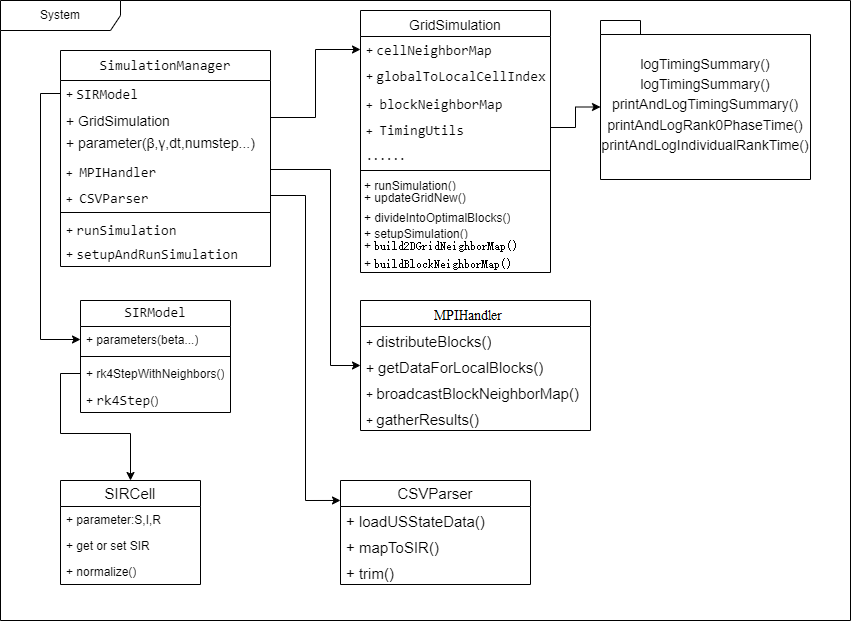 System
SimulationManager
+ SIRModel
+ GridSimulation
+ parameter(β,γ,dt,numstep...)
+ MPIHandler
+ CSVParser
+ runSimulation
+ setupAndRunSimulation
GridSimulation
+ cellNeighborMap
+ globalToLocalCellIndex
+ blockNeighborMap
+ TimingUtils
......
+ runSimulation()
+ updateGridNew()
+ divideIntoOptimalBlocks()
+ setupSimulation()
+ build2DGridNeighborMap()
+ buildBlockNeighborMap()
logTimingSummary()
logTimingSummary()
printAndLogTimingSummary()
printAndLogRank0PhaseTime()
printAndLogIndividualRankTime()
SIRModel
+ parameters(beta...)
+ rk4StepWithNeighbors()
+ rk4Step()
MPIHandler
+ distributeBlocks()
+ getDataForLocalBlocks()
+ broadcastBlockNeighborMap()
+ gatherResults()
SIRCell
+ parameter:S,I,R
+ get or set SIR
+ normalize()
CSVParser
+ loadUSStateData()
+ mapToSIR()
+ trim()